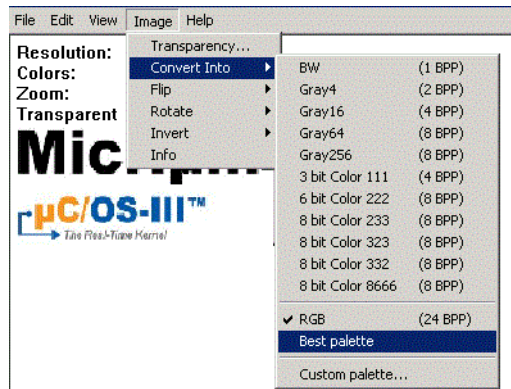 File Edit View Image Help
Resolution:
Colors:
Zoom:
Transparent
Transparency...
Convert Into
Flip
Rotate
Invert
Info
BW (1 BPP)
Gray4 (2 BPP)
Gray16 (4 BPP)
Gray64 (8 BPP)
Gray256 (8 BPP)
3 bit Color 111 (4 BPP)
6 bit Color 222 (8 BPP)
8 bit Color 233 (8 BPP)
8 bit Color 323 (8 BPP)
8 bit Color 332 (8 BPP)
8 bit Color 8666 (8 BPP)
RGB (24 BPP)
Best palette
Custom palette...
µC/OS-III™
The Real-Time Kernel